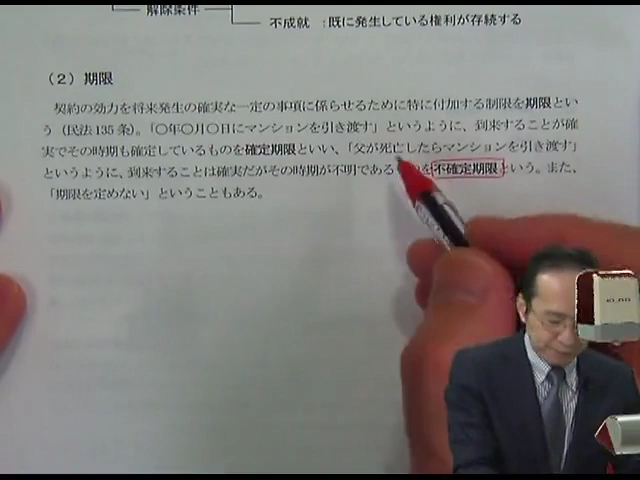 解除条件
不成就 : 既に発生している権利が存続する
(2) 期限
契約の効力を将来発生の確実な一定の事項に係らせるために特に付加する制限を期限とい
う (民法 135 条)。「〇年〇月〇日にマンションを引き渡す」というように、到来することが確
実でその時期も確定しているものを確定期限といい、「父が死亡したらマンションを引き渡す」
というように、到来することは確実だがその時期が不明である を不確定期限という。また、
「期限を定めない」ということもある。
ELMO